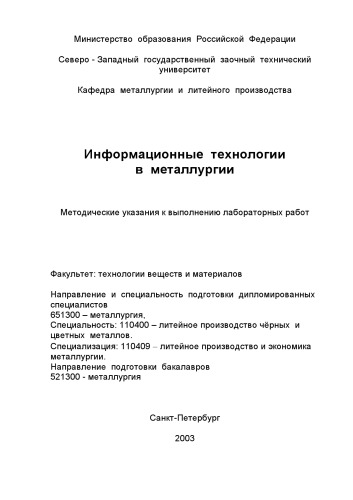 Министерство образования Российской Федерации
Северо - Западный государственный заочный технический
университет
Кафедра металлургии и литейного производства
Информационные технологии
в металлургии
Методические указания к выполнению лабораторных работ
Факультет: технологии веществ и материалов
Направление и специальность подготовки дипломированных
специалистов
651300 – металлургия,
Специальность: 110400 – литейное производство чёрных и
цветных металлов.
Специализация: 110409 – литейное производство и экономика
металлургии.
Направление подготовки бакалавров
521300 - металлургия
Санкт-Петербург
2003